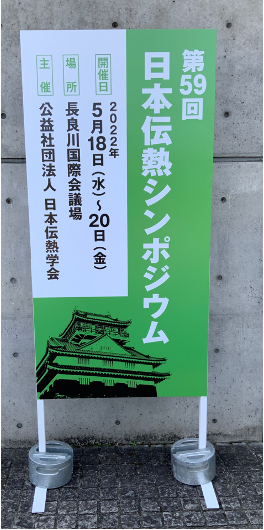 第59回
日本伝熱シンポジウム
開催日
2022年
5月18日(水)～20日(金)
場所
長良川国際会議場
主催
公益社団法人 日本伝熱学会